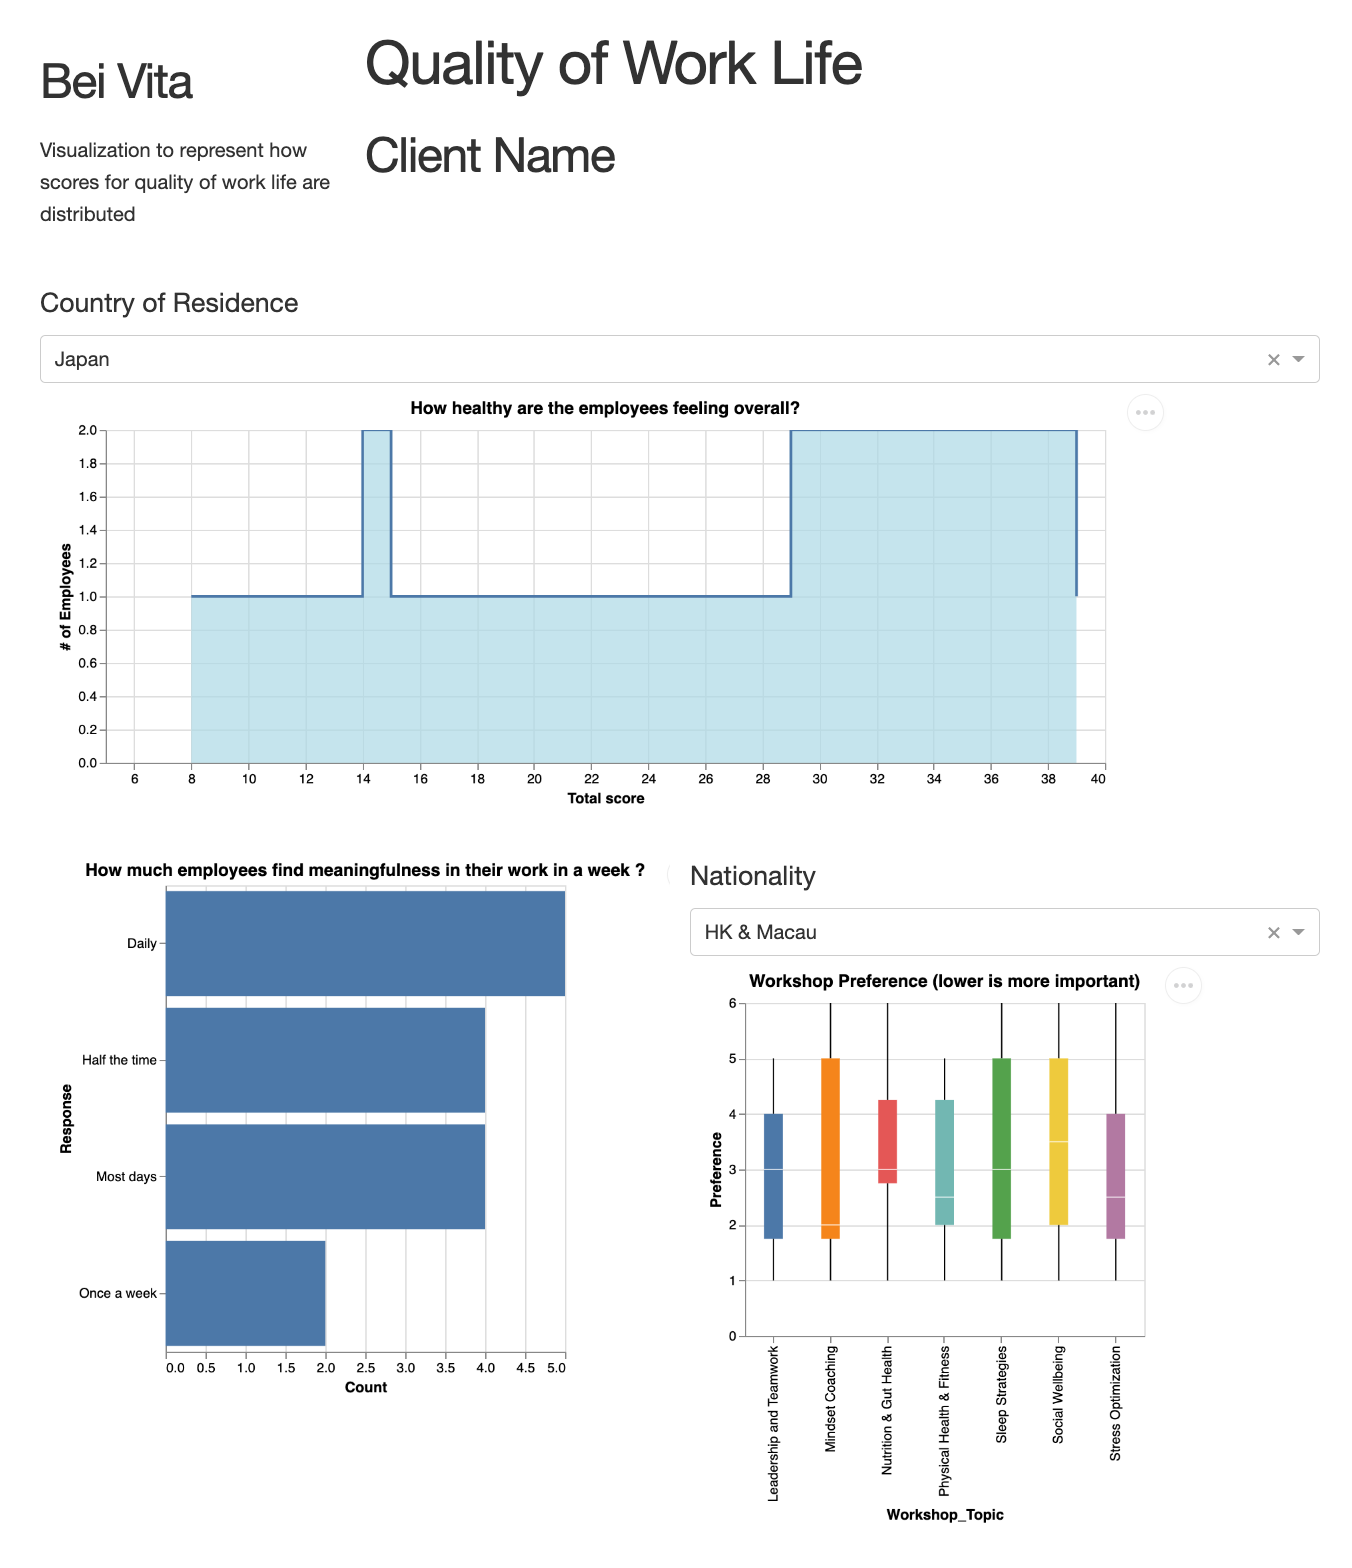 Bei Vita
Visualization to represent how
scores for quality of work life are
distributed
Quality of Work Life
Client Name
Country of Residence
Japan
How healthy are the employees feeling overall?
2.0
1.8
1.6
1.4
1.2
1.0
0.8
0.6
0.4
0.2
0.0
# of Employees
6 8 10 12 14 16 18 20 22 24 26 28 30 32 34 36 38 40
Total score
How much employees find meaningfulness in their work in a week ?
Response
Daily
Half the time
Most days
Once a week
0.0 0.5 1.0 1.5 2.0 2.5 3.0 3.5 4.0 4.5 5.0
Count
Nationality
HK & Macau
Workshop Preference (lower is more important)
6
5
4
3
2
1
0
Preference
Leadership and Teamwork
Mindset Coaching
Nutrition & Gut Health
Physical Health & Fitness
Sleep Strategies
Social Wellbeing
Stress Optimization
Workshop_Topic